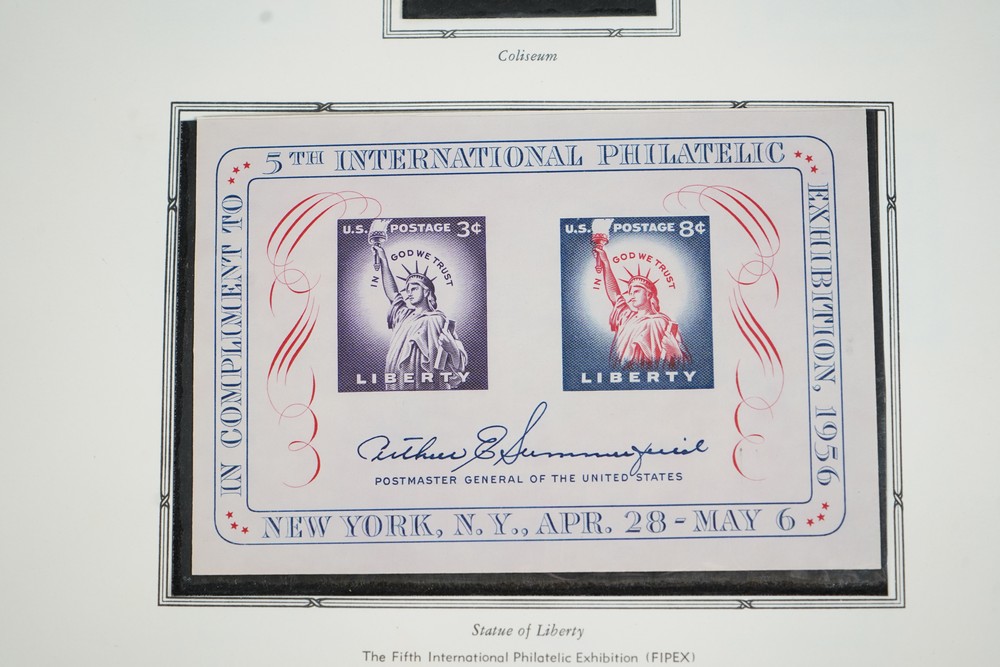 Coliseum
5TH INTERNATIONAL PHILATELIC
EXHIBITION, 1956
IN COMPLIMENT TO
U.S. POSTAGE 3¢
IN GOD WE TRUST
LIBERTY
U.S. POSTAGE 8¢
IN GOD WE TRUST
LIBERTY
Arthur E Summerfield
POSTMASTER GENERAL OF THE UNITED STATES
NEW YORK, N.Y., APR. 28 - MAY 6
Statue of Liberty
The Fifth International Philatelic Exhibition (FIPEX)